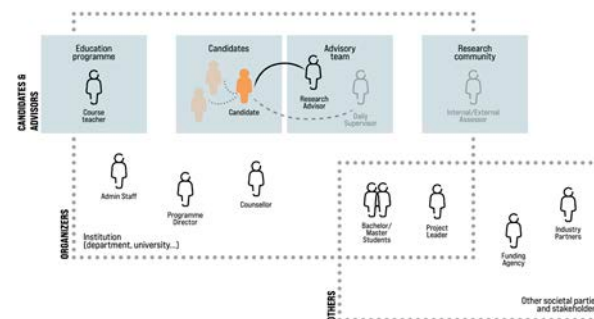 Education
programme
Candidates
Advisory
team
Research
community
CANDIDATES &
ADVISORS
Course
teacher
Candidate
Research
Advisor
Daily
Supervisor
Internal/External
Assessor
ORGANIZERS
Admin Staff
Programme
Director
Counsellor
Institution
(department, university...)
Bachelor/
Master
Students
Project
Leader
Funding
Agency
Industry
Partners
OTHERS
Other societal partie
and stakeholder